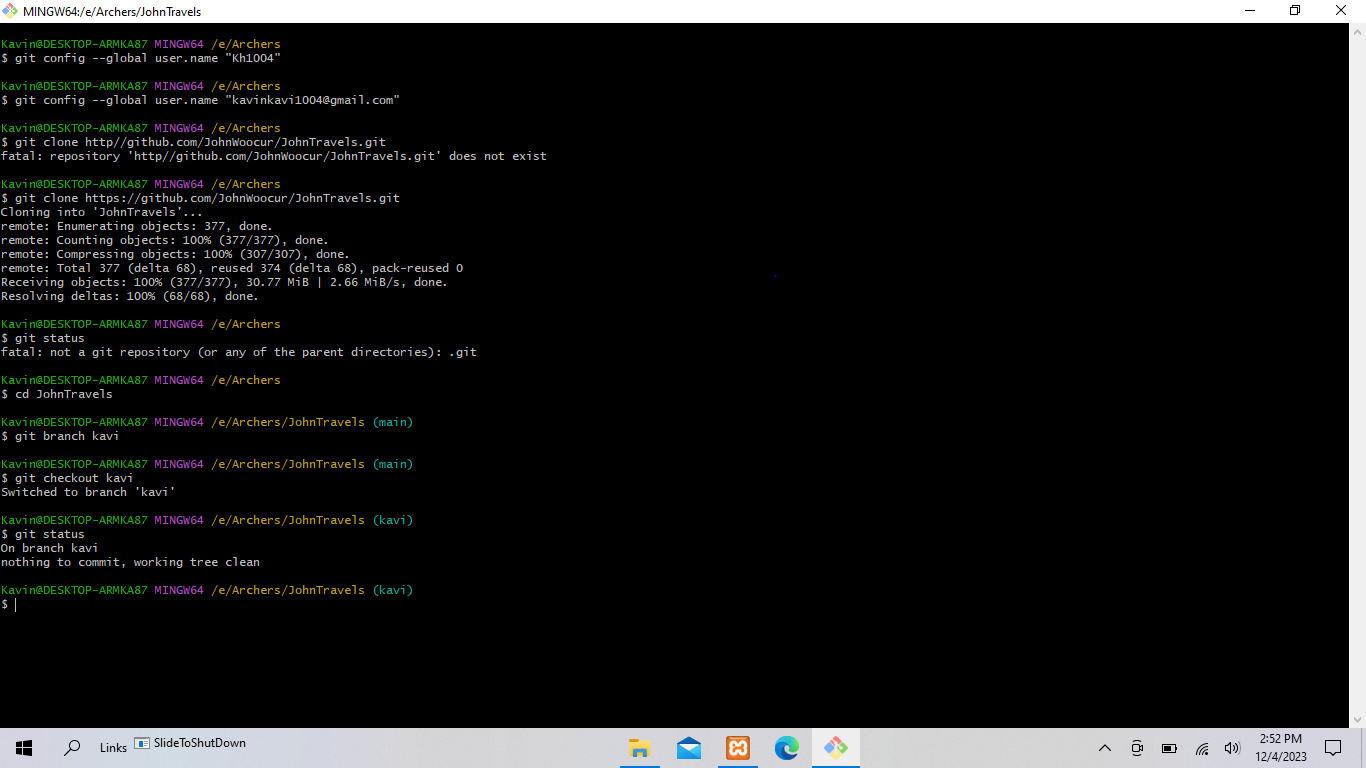 MINGW64:/e/Archers/JohnTravels
Kavin@DESKTOP-ARMKA87 MINGW64 /e/Archers
$ git config --global user.name "Kh1004"
Kavin@DESKTOP-ARMKA87 MINGW64 /e/Archers
$ git config --global user.name "kavinkavi1004@gmail.com"
Kavin@DESKTOP-ARMKA87 MINGW64 /e/Archers
$ git clone http//github.com/JohnWoocur/JohnTravels.git
fatal: repository 'http//github.com/JohnWoocur/JohnTravels.git' does not exist
Kavin@DESKTOP-ARMKA87 MINGW64 /e/Archers
$ git clone https://github.com/JohnWoocur/JohnTravels.git
Cloning into 'JohnTravels'...
remote: Enumerating objects: 377, done.
remote: Counting objects: 100% (377/377), done.
remote: Compressing objects: 100% (307/307), done.
remote: Total 377 (delta 68), reused 374 (delta 68), pack-reused 0
Receiving objects: 100% (377/377), 30.77 MiB | 2.66 MiB/s, done.
Resolving deltas: 100% (68/68), done.
Kavin@DESKTOP-ARMKA87 MINGW64 /e/Archers
$ git status
fatal: not a git repository (or any of the parent directories): .git
Kavin@DESKTOP-ARMKA87 MINGW64 /e/Archers
$ cd JohnTravels
Kavin@DESKTOP-ARMKA87 MINGW64 /e/Archers/JohnTravels (main)
$ git branch kavi
Kavin@DESKTOP-ARMKA87 MINGW64 /e/Archers/JohnTravels (main)
$ git checkout kavi
Switched to branch 'kavi'
Kavin@DESKTOP-ARMKA87 MINGW64 /e/Archers/JohnTravels (kavi)
$ git status
On branch kavi
nothing to commit, working tree clean
Kavin@DESKTOP-ARMKA87 MINGW64 /e/Archers/JohnTravels (kavi)
$
Links SlideToShutDown
2:52 PM
12/4/2023